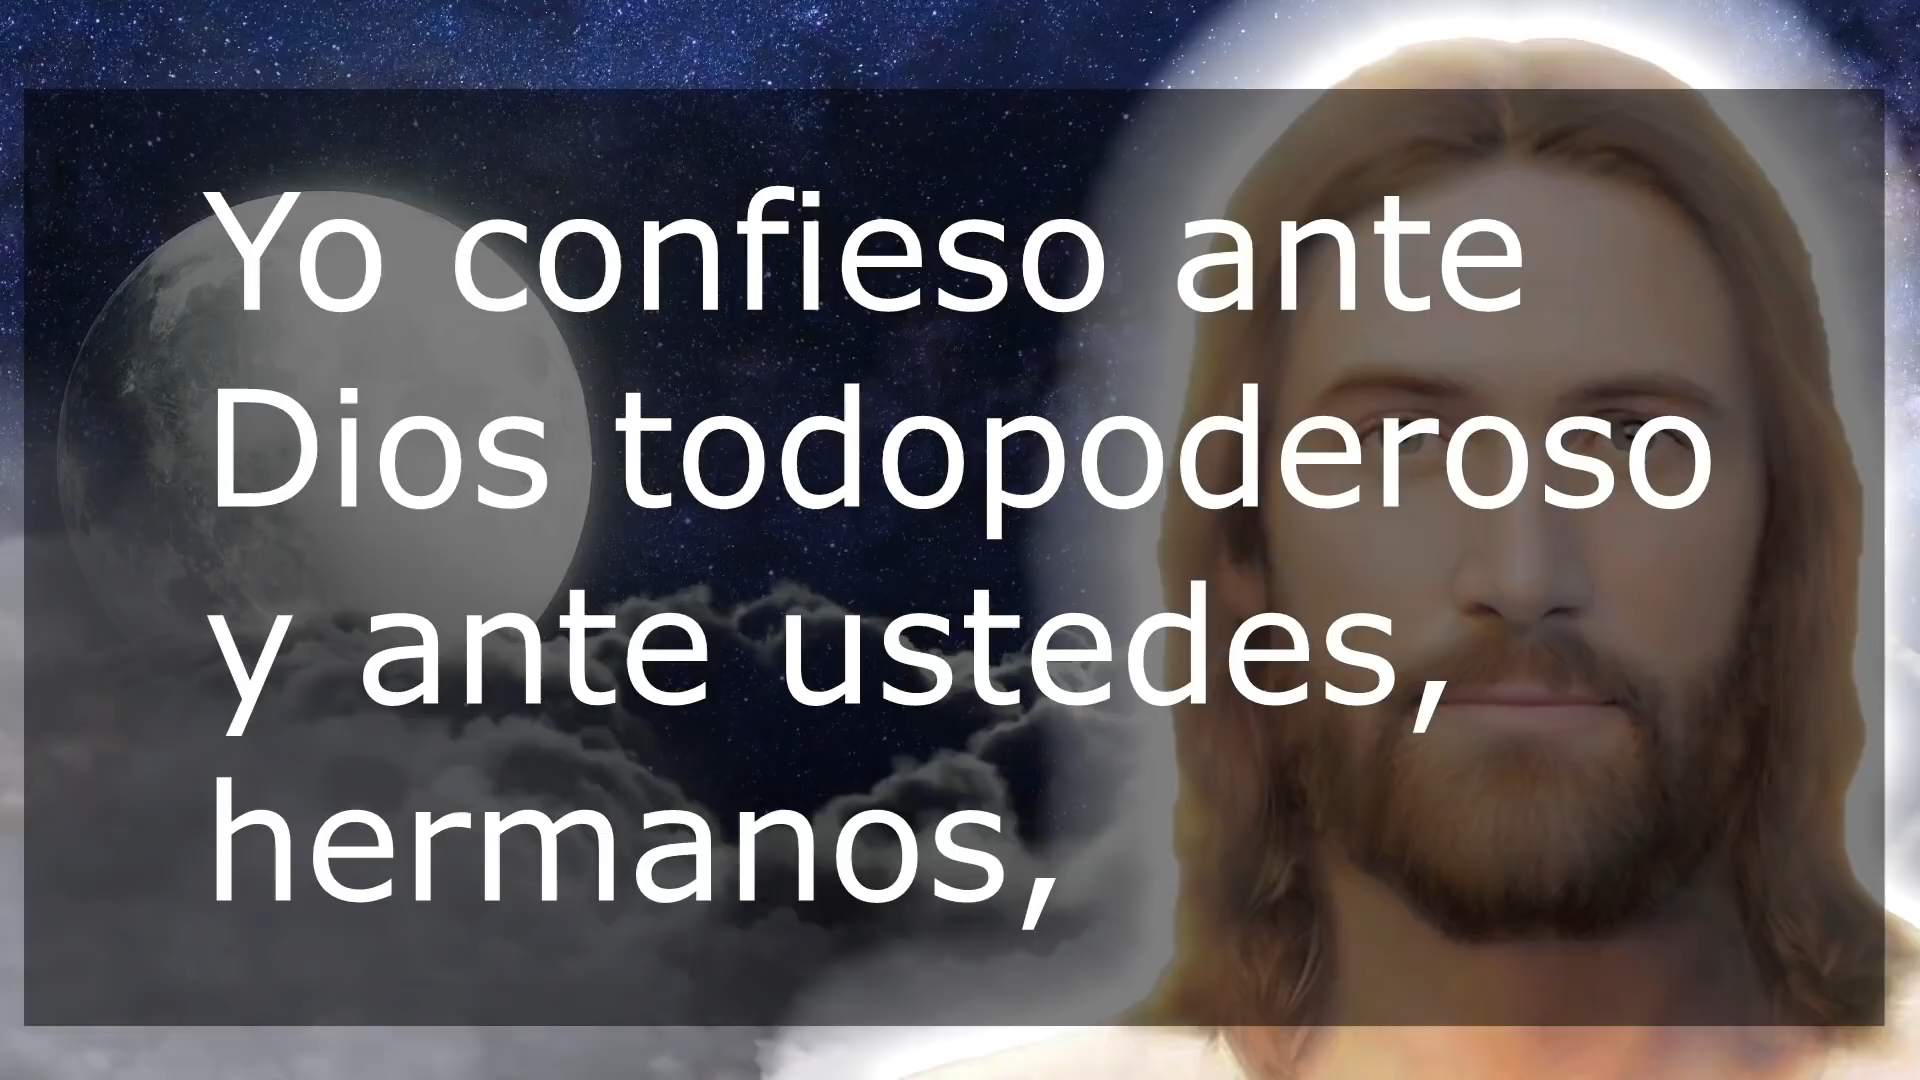 Yo confieso ante
Dios todopoderoso
y ante ustedes,
hermanos,